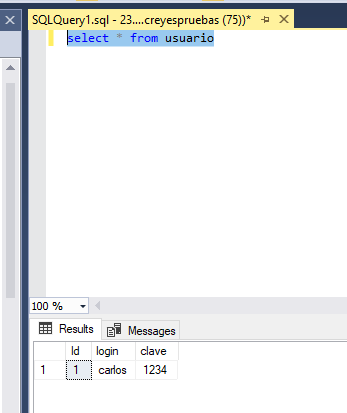 SQLQuery1.sql - 23....creyespruebas (75))*
select * from usuario
100 %
Results Messages
Id login clave
1 1 carlos 1234